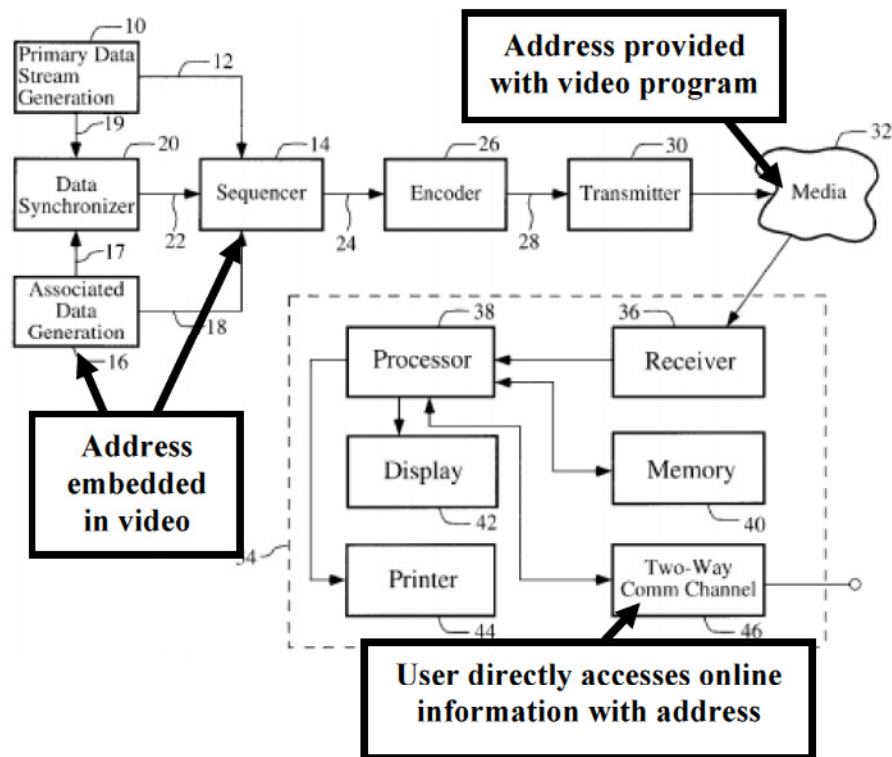 10
Primary Data
Stream
Generation
12
19
20
Data
Synchronizer
22
14
Sequencer
24
26
Encoder
28
30
Transmitter
32
Media
Address provided
with video program
17
Associated Data
Generation
16
18
Address
embedded
in video
38
Processor
36
Receiver
Display
42
Memory
40
Printer
44
Two-Way
Comm Channel
46
User directly accesses online
information with address